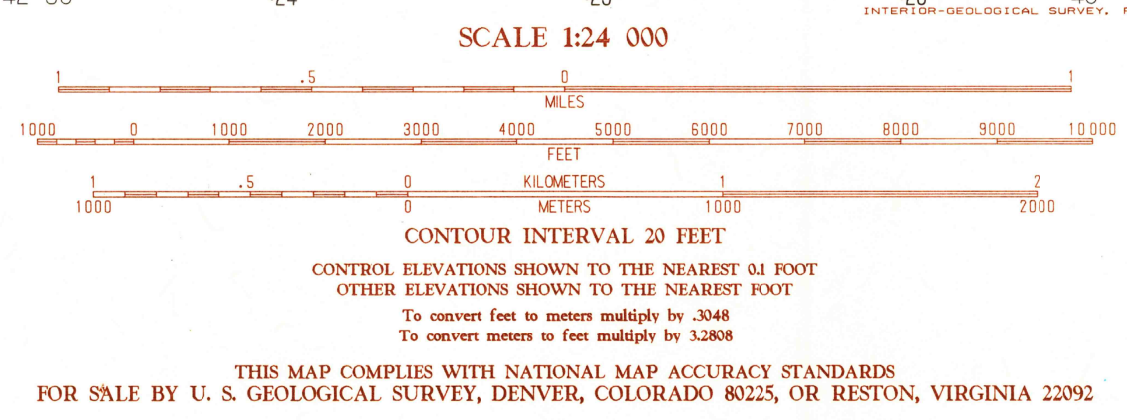 INTERIOR-GEOLOGICAL SURVEY,
SCALE 1:24 000
1 .5 0 1
MILES
1000 0 1000 2000 3000 4000 5000 6000 7000 8000 9000 10 000
FEET
1 .5 0 KILOMETERS 1 2
1000 0 METERS 1000 2000
CONTOUR INTERVAL 20 FEET
CONTROL ELEVATIONS SHOWN TO THE NEAREST 0.1 FOOT
OTHER ELEVATIONS SHOWN TO THE NEAREST FOOT
To convert feet to meters multiply by .3048
To convert meters to feet multiply by 3.2808
THIS MAP COMPLIES WITH NATIONAL MAP ACCURACY STANDARDS
FOR SALE BY U. S. GEOLOGICAL SURVEY, DENVER, COLORADO 80225, OR RESTON, VIRGINIA 22092